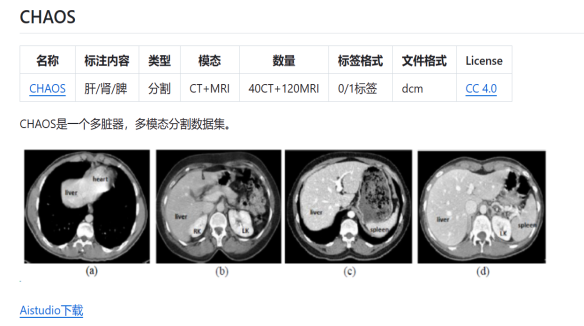 CHAOS
名称 标注内容 类型 模态 数量 标签格式 文件格式 License
CHAOS 肝/肾/脾 分割 CT+MRI 40CT+120MRI 0/1标签 dcm CC 4.0
CHAOS是一个多脏器，多模态分割数据集。
liver heart
liver RK LK
liver spleen
liver LK spleen
(a) (b) (c) (d)
Aistudio下载